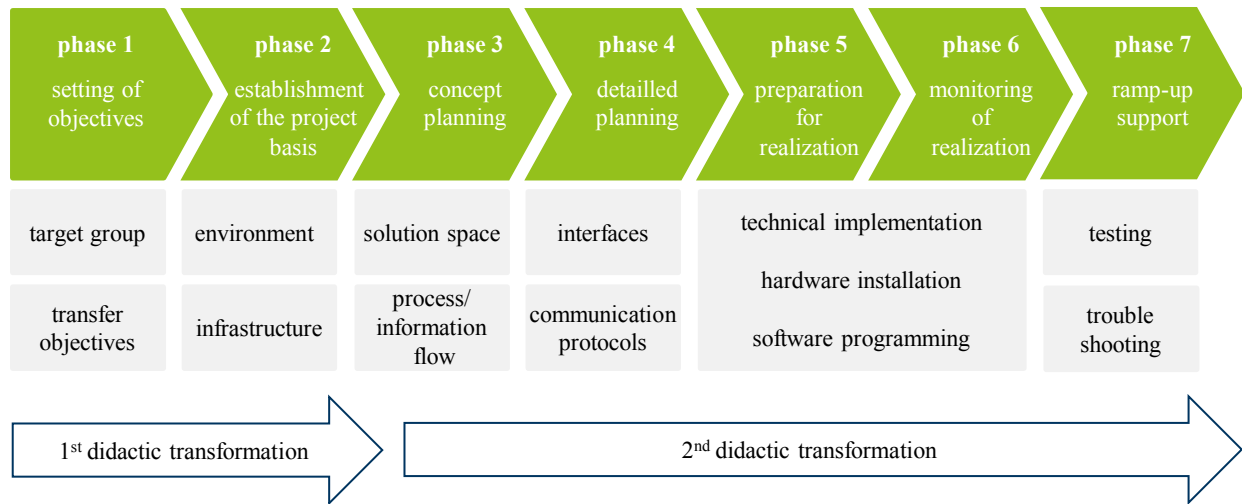 phase 1
setting of
objectives
phase 2
establishment
of the project
basis
phase 3
concept
planning
phase 4
detailled
planning
phase 5
preparation
for
realization
phase 6
monitoring
of
realization
phase 7
ramp-up
support
target group
environment
solution space
interfaces
technical implementation
hardware installation
software programming
testing
transfer
objectives
infrastructure
process/
information
flow
communication
protocols
trouble
shooting
1st didactic transformation
2nd didactic transformation